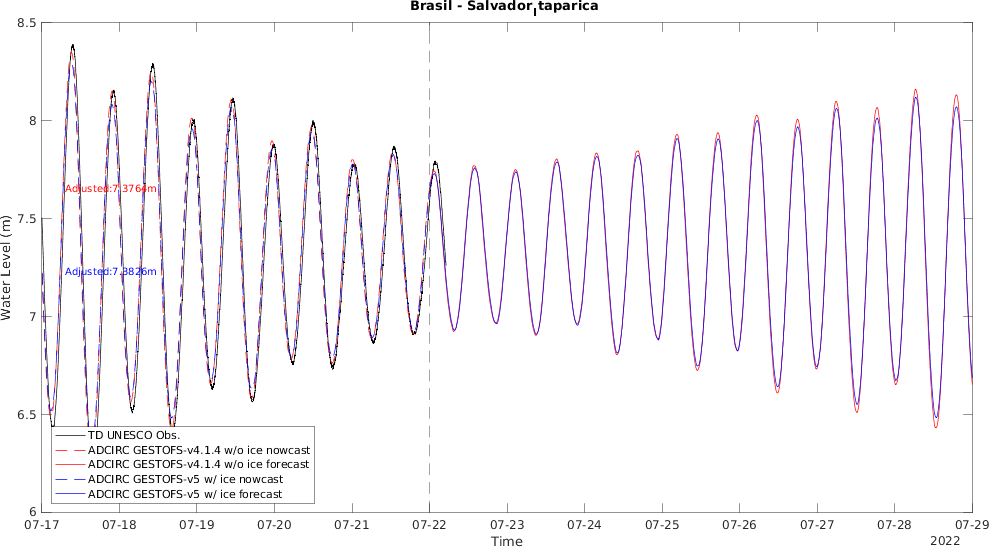 Brasil - Salvador_Itaparica
8.5
8
7.5
7
6.5
6
Water Level (m)
Adjusted:7.3764m
Adjusted:7.3826m
TD UNESCO Obs.
ADCIRC GESTOFS-v4.1.4 w/o ice nowcast
ADCIRC GESTOFS-v4.1.4 w/o ice forecast
ADCIRC GESTOFS-v5 w/ ice nowcast
ADCIRC GESTOFS-v5 w/ ice forecast
07-17 07-18 07-19 07-20 07-21 07-22 07-23 07-24 07-25 07-26 07-27 07-28 07-29
Time
2022